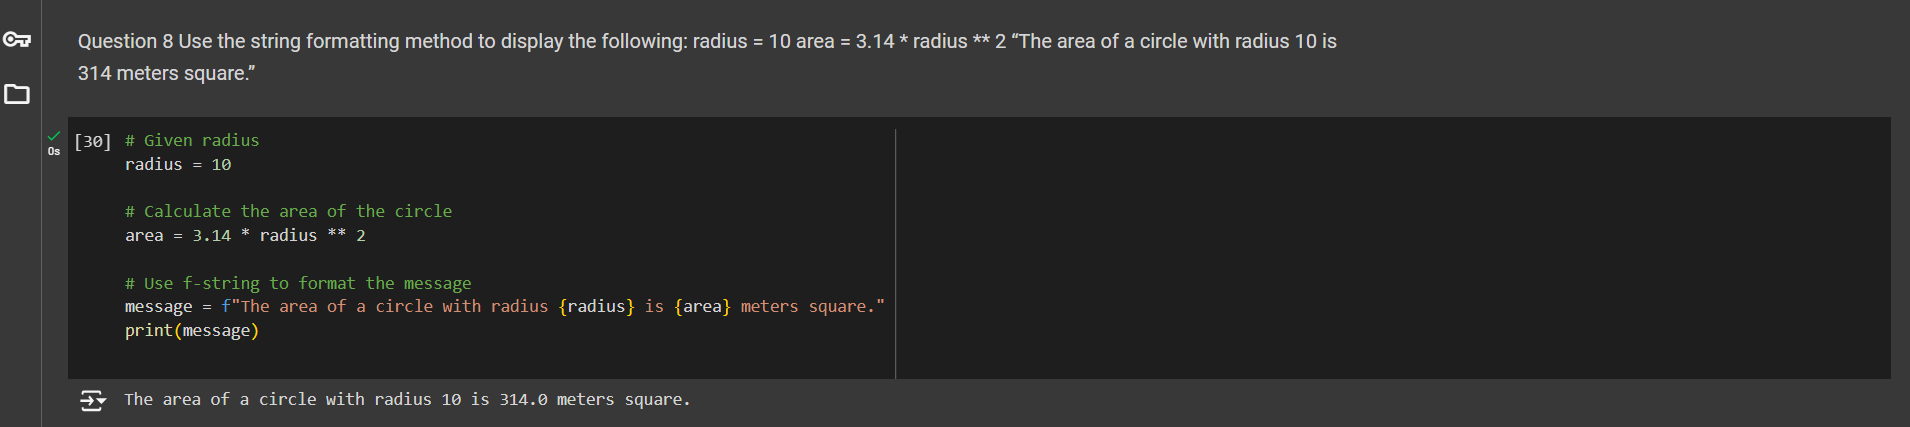 Question 8 Use the string formatting method to display the following: radius = 10 area = 3.14 * radius ** 2 “The area of a circle with radius 10 is
314 meters square.”
0s
[30]
# Given radius
radius = 10
# Calculate the area of the circle
area = 3.14 * radius ** 2
# Use f-string to format the message
message = f"The area of a circle with radius {radius} is {area} meters square."
print(message)
The area of a circle with radius 10 is 314.0 meters square.